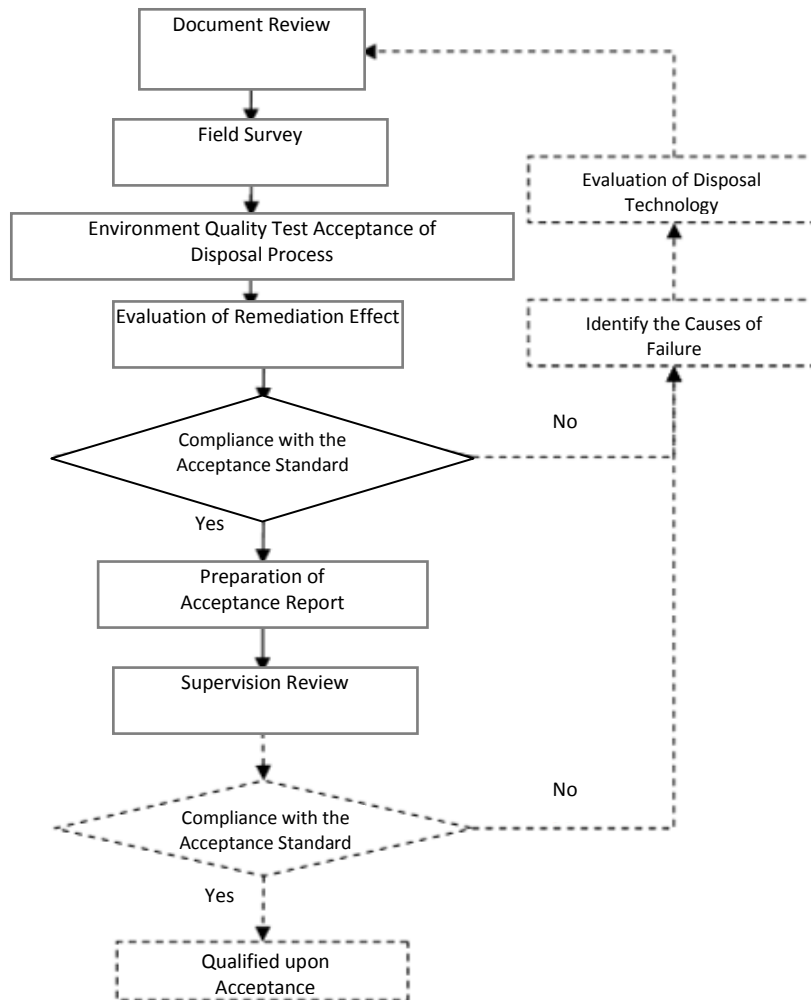 Document Review
Field Survey
Evaluation of Disposal
Technology
Environment Quality Test Acceptance of
Disposal Process
Evaluation of Remediation Effect
Identify the Causes of
Failure
Compliance with the
Acceptance Standard
No
Yes
Preparation of
Acceptance Report
Supervision Review
Compliance with the
Acceptance Standard
No
Yes
Qualified upon
Acceptance